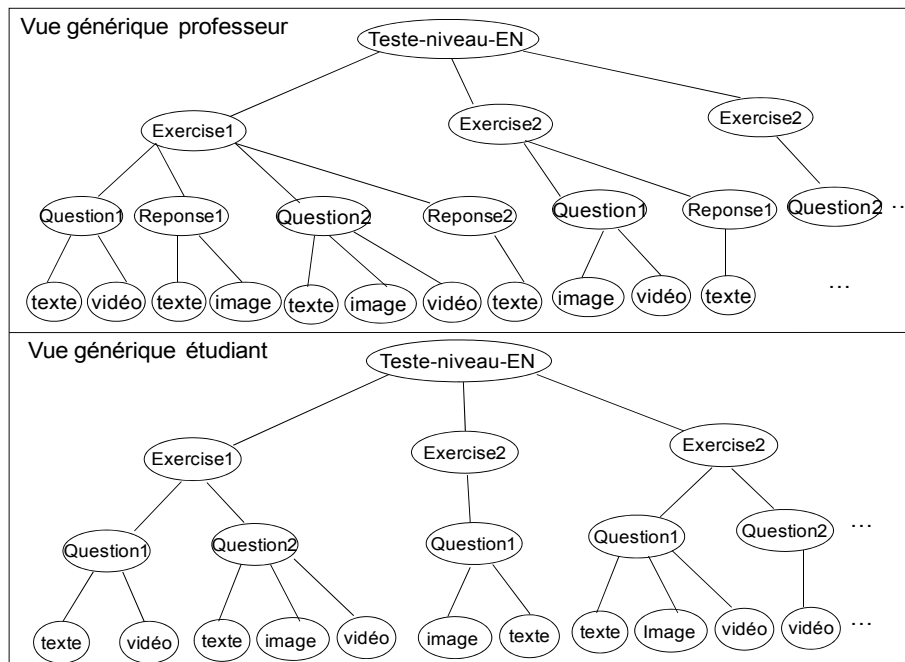 Vue générique professeur
Teste-niveau-EN
Exercise1 Exercise2 Exercise2
Question1 Reponse1 Question2 Reponse2 Question1 Reponse1 Question2 ...
texte vidéo texte image texte image vidéo texte image vidéo texte ...
Vue générique étudiant
Teste-niveau-EN
Exercise1 Exercise2 Exercise2
Question1 Question2 Question1 Question1 Question2 ...
texte vidéo texte image vidéo image texte texte Image vidéo vidéo ...